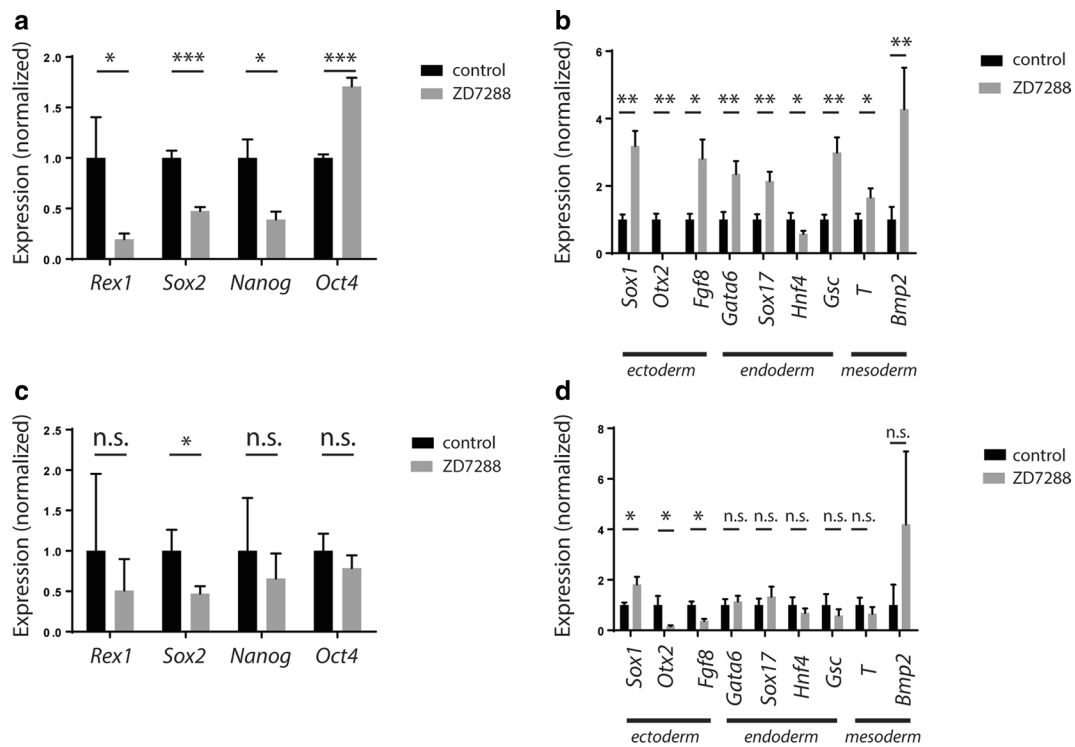 a
Expression (normalized)
2.0
1.5
1.0
0.5
0.0
*
***
*
***
control
ZD7288
Rex1 Sox2 Nanog Oct4
b
Expression (normalized)
6
4
2
0
** ** * ** ** * ** * **
control
ZD7288
Sox1 Otx2 Fgf8 Gata6 Sox17 Hnf4 Gsc T Bmp2
ectoderm endoderm mesoderm
c
Expression (normalized)
2.5
2.0
1.5
1.0
0.5
0.0
n.s. * n.s. n.s.
control
ZD7288
Rex1 Sox2 Nanog Oct4
d
Expression (normalized)
8
6
4
2
0
* * * n.s. n.s. n.s. n.s. n.s. n.s.
control
ZD7288
Sox1 Otx2 Fgf8 Gata6 Sox17 Hnf4 Gsc T Bmp2
ectoderm endoderm mesoderm